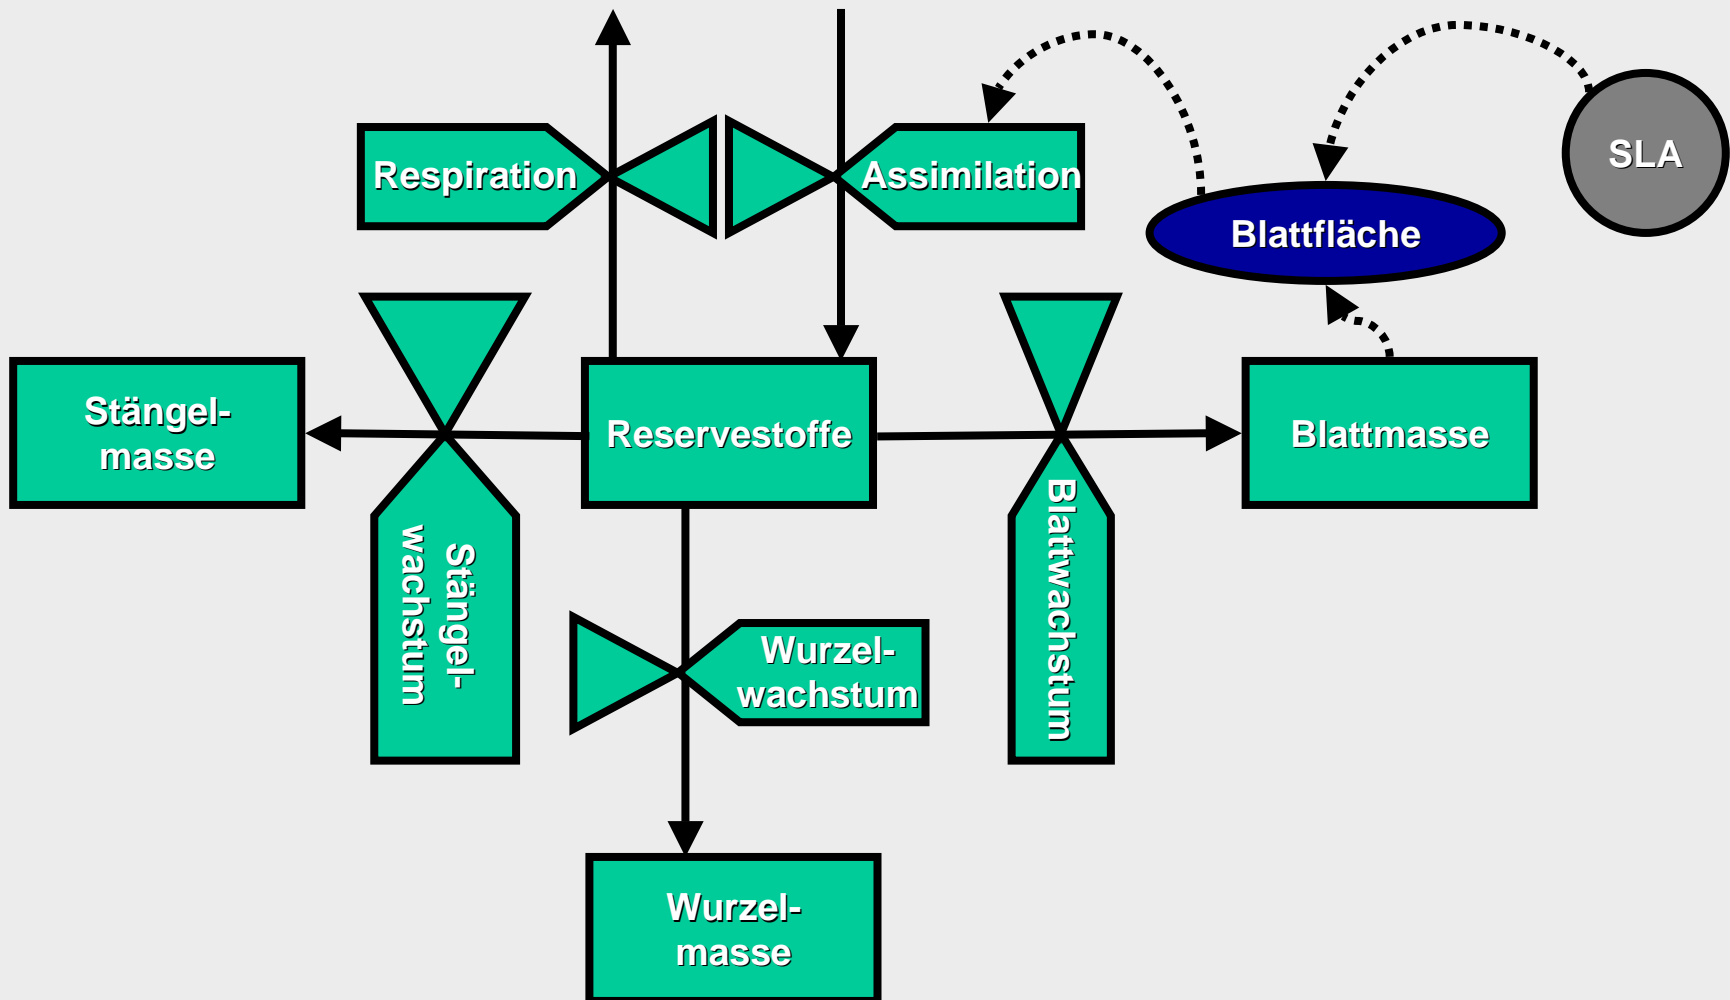 SLA
Respiration
Assimilation
Blattfläche
Stängel-
masse
Reservestoffe
Blattmasse
Stängel-
wachstum
Blattwachstum
Wurzel-
wachstum
Wurzel-
masse